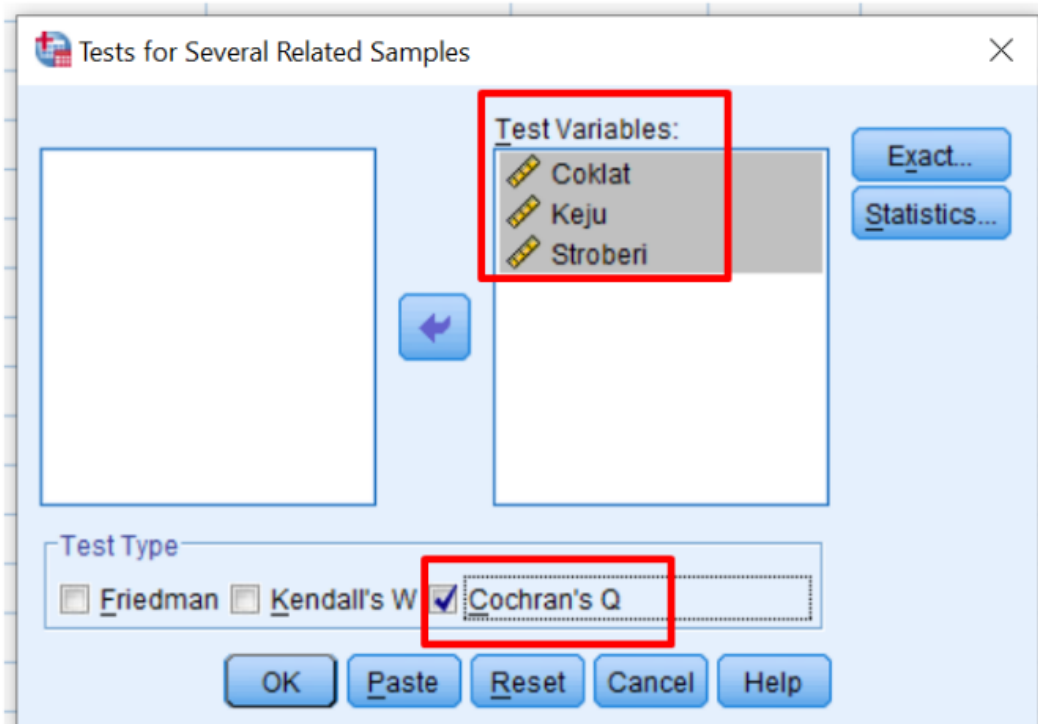 Tests for Several Related Samples
Test Variables:
Coklat
Keju
Stroberi
Exact...
Statistics...
Test Type
Friedman Kendall's W Cochran's Q
OK Paste Reset Cancel Help